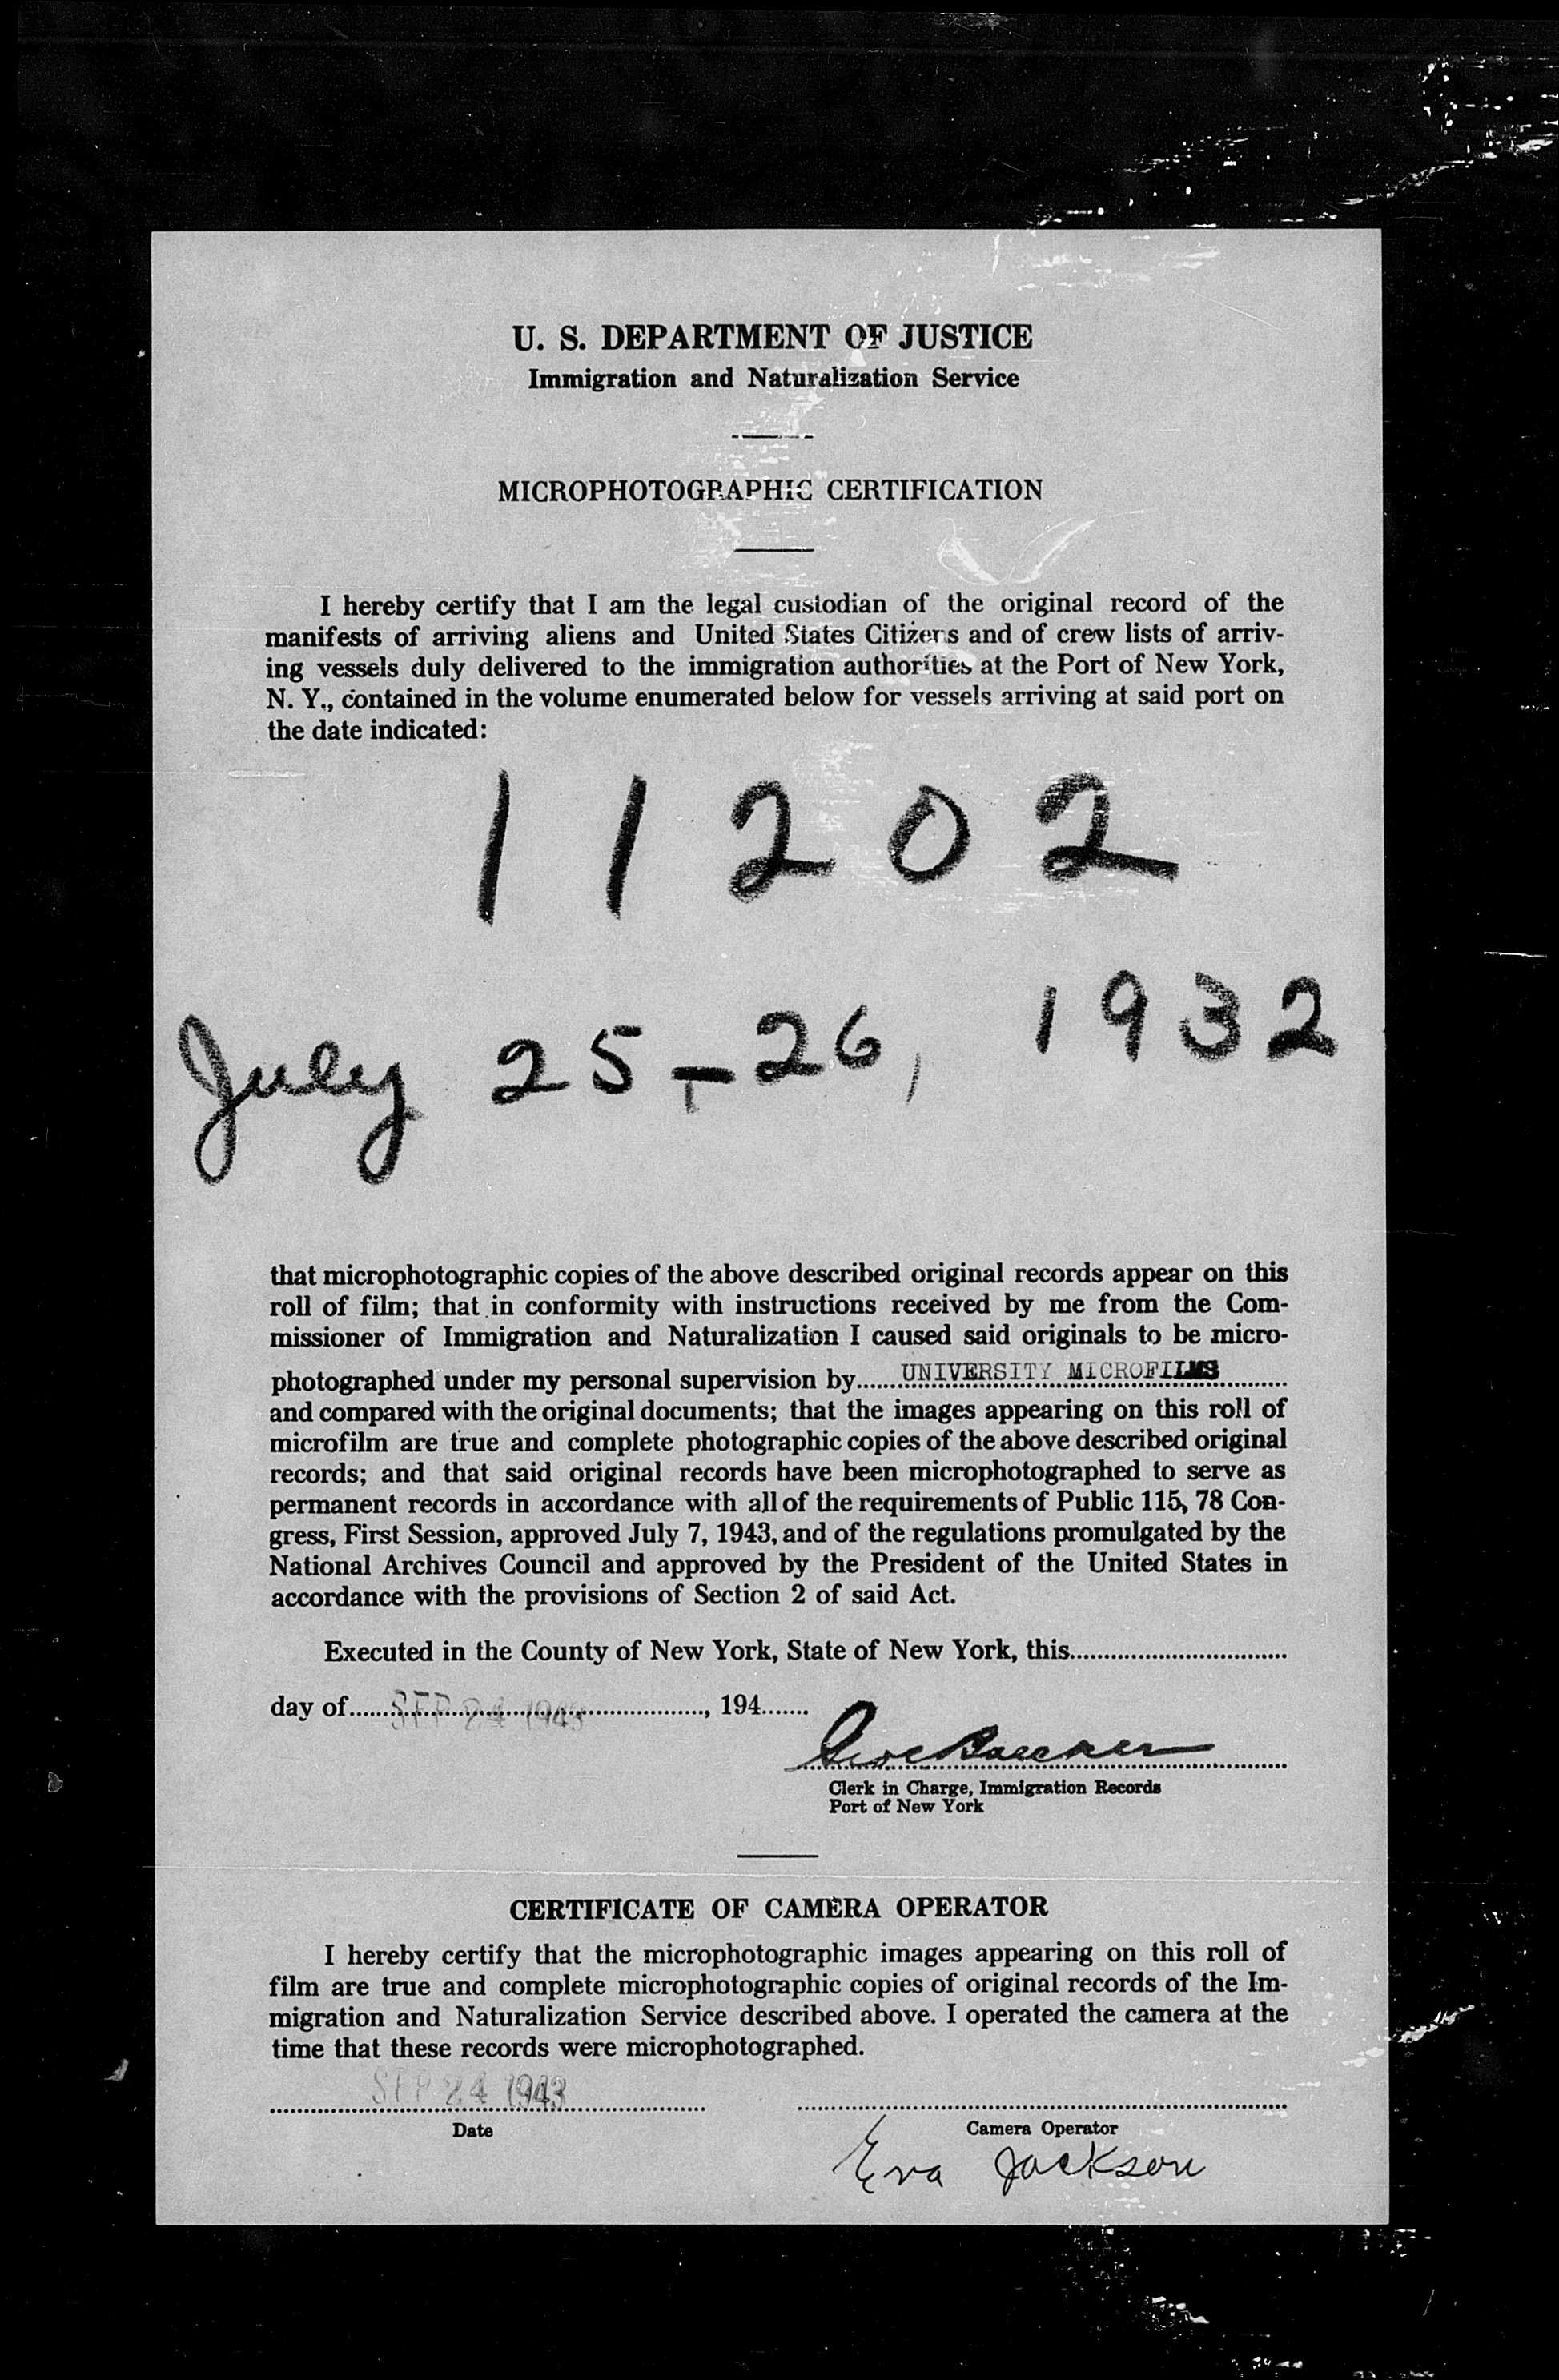 U. S. DEPARTMENT OF JUSTICE
Immigration and Naturalization Service
MICROPHOTOGRAPHIC CERTIFICATION
I hereby certify that I am the legal custodian of the original record of the
manifests of arriving aliens and United States Citizens and of crew lists of arriv-
ing vessels duly delivered to the immigration authorities at the Port of New York,
N. Y., contained in the volume enumerated below for vessels arriving at said port on
the date indicated:
11202
July 25-26, 1932
that microphotographic copies of the above described original records appear on this
roll of film; that in conformity with instructions received by me from the Com-
missioner of Immigration and Naturalization I caused said originals to be micro-
photographed under my personal supervision by UNIVERSITY MICROFILMS
and compared with the original documents; that the images appearing on this roll of
microfilm are true and complete photographic copies of the above described original
records; and that said original records have been microphotographed to serve as
permanent records in accordance with all of the requirements of Public 115, 78 Con-
gress, First Session, approved July 7, 1943, and of the regulations promulgated by the
National Archives Council and approved by the President of the United States in
accordance with the provisions of Section 2 of said Act.
Executed in the County of New York, State of New York, this
day of SEP 24 1943, 194
Clerk in Charge, Immigration Records
Port of New York
CERTIFICATE OF CAMERA OPERATOR
I hereby certify that the microphotographic images appearing on this roll of
film are true and complete microphotographic copies of original records of the Im-
migration and Naturalization Service described above. I operated the camera at the
time that these records were microphotographed.
SEP 24 1943
Date Camera Operator
Eva Jackson